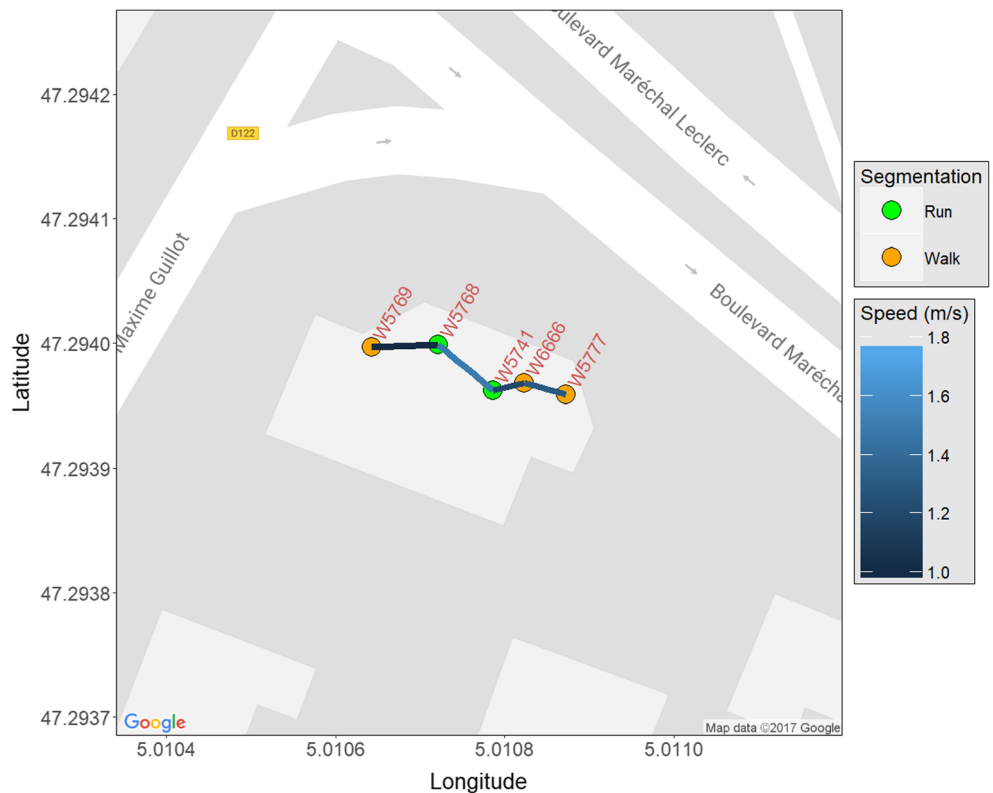 oulevard Maréchal Leclerc
D122
Maxime Guillot
Boulevard Marécha
W5769
W5768
W5741
W6666
W5777
Google
Map data ©2017 Google
47.2942
47.2941
47.2940
47.2939
47.2938
47.2937
Latitude
5.0104
5.0106
5.0108
5.0110
Longitude
Segmentation
Run
Walk
Speed (m/s)
1.8
1.6
1.4
1.2
1.0